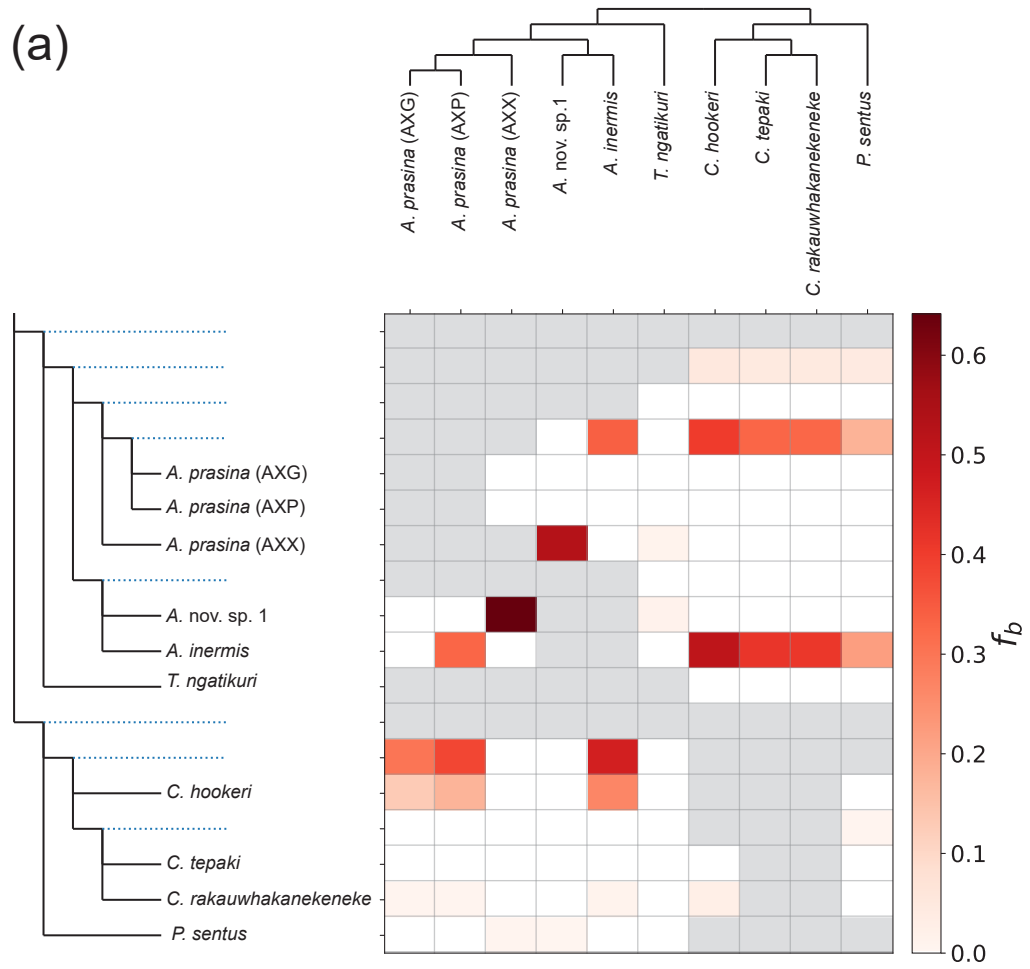 (a)
A. prasina (AXG)
A. prasina (AXP)
A. prasina (AXX)
A. nov. sp.1
A. inermis
T. ngatikuri
C. hookeri
C. tepaki
C. rakauwhakanekeneke
P. sentus
A. prasina (AXG)
A. prasina (AXP)
A. prasina (AXX)
A. nov. sp. 1
A. inermis
T. ngatikuri
C. hookeri
C. tepaki
C. rakauwhakanekeneke
P. sentus
0.6
0.5
0.4
0.3
0.2
0.1
0.0
f_b